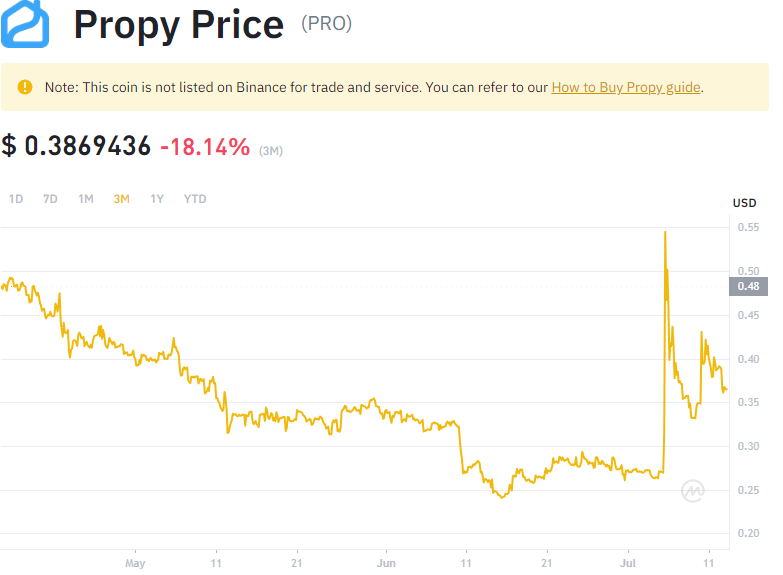 Propy Price (PRO)
Note: This coin is not listed on Binance for trade and service. You can refer to our How to Buy Propy guide.
$ 0.3869436 -18.14% (3M)
1D 7D 1M 3M 1Y YTD
USD
0.55
0.50
0.48
0.45
0.40
0.35
0.30
0.25
0.20
May 11 21 Jun 11 21 Jul 11